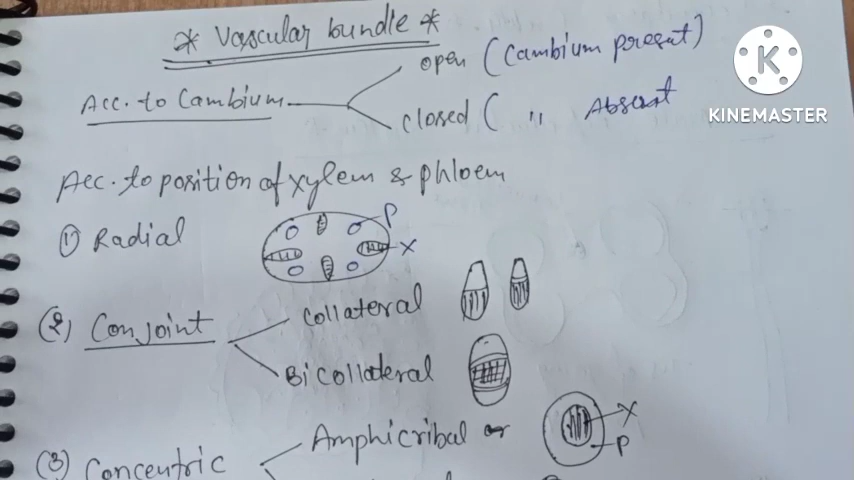 * Vascular bundle *
Acc. to Cambium
open (Cambium present)
closed ( " Absent
KINEMASTER
Acc. to position of xylem & phloem
① Radial
P
X
(2) Conjoint
Collateral
Bicollateral
(3) Concentric
Amphicribal or
X
P